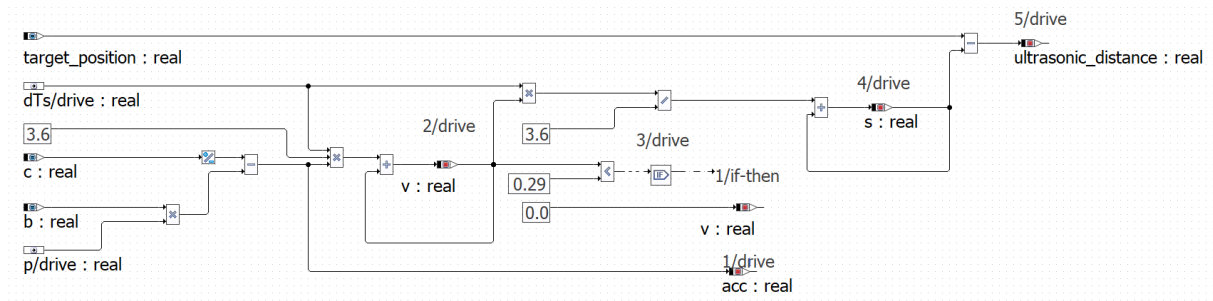 5/drive
target_position : real
ultrasonic_distance : real
dTs/drive : real
4/drive
s : real
3.6
2/drive
3.6
3/drive
c : real
v : real
0.29
1/if-then
b : real
0.0
v : real
p/drive : real
1/drive
acc : real